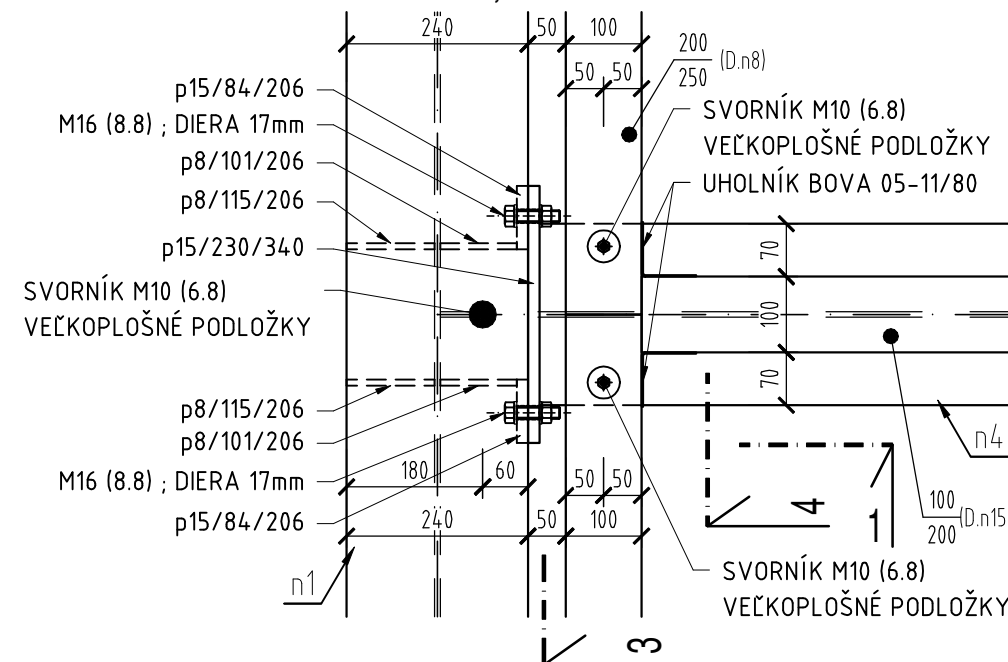 240
50
100
50
50
200
250
(D.n8)
p15/84/206
M16 (8.8) ; DIERA 17mm
p8/101/206
p8/115/206
p15/230/340
SVORNÍK M10 (6.8)
VEĽKOPLOŠNÉ PODLOŽKY
SVORNÍK M10 (6.8)
VEĽKOPLOŠNÉ PODLOŽKY
UHOLNÍK BOVA 05-11/80
70
100
70
p8/115/206
p8/101/206
M16 (8.8) ; DIERA 17mm
p15/84/206
180
60
50
50
240
50
100
n1
n4
4
1
100
200
(D.n15
SVORNÍK M10 (6.8)
VEĽKOPLOŠNÉ PODLOŽKY
3